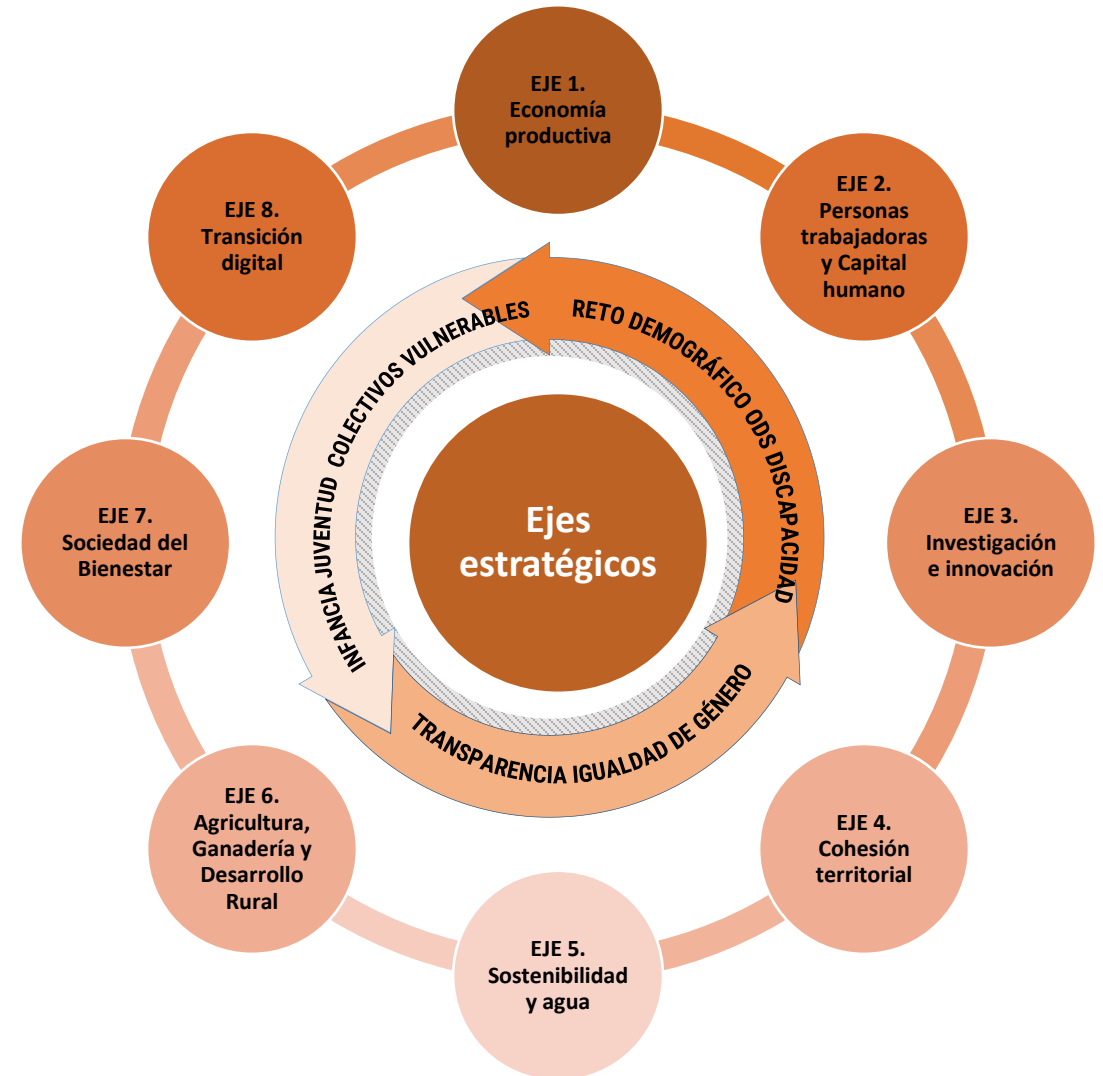 EJE 1.
Economía
productiva
EJE 2.
Personas
trabajadoras
y Capital
humano
EJE 3.
Investigación
e innovación
EJE 4.
Cohesión
territorial
EJE 5.
Sostenibilidad
y agua
EJE 6.
Agricultura,
Ganadería y
Desarrollo
Rural
EJE 7.
Sociedad del
Bienestar
EJE 8.
Transición
digital
RETO DEMOGRÁFICO ODS DISCAPACIDAD
TRANSPARENCIA IGUALDAD DE GÉNERO
INFANCIA JUVENTUD COLECTIVOS VULNERABLES
Ejes
estratégicos